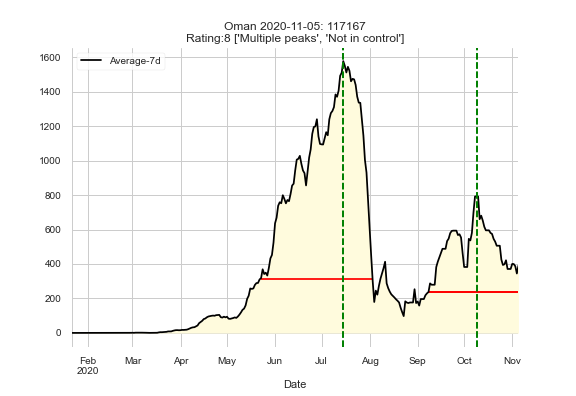 Oman 2020-11-05: 117167
Rating:8 ['Multiple peaks', 'Not in control']
Average-7d
1600
1400
1200
1000
800
600
400
200
0
Feb Mar Apr May Jun Jul Aug Sep Oct Nov
2020
Date